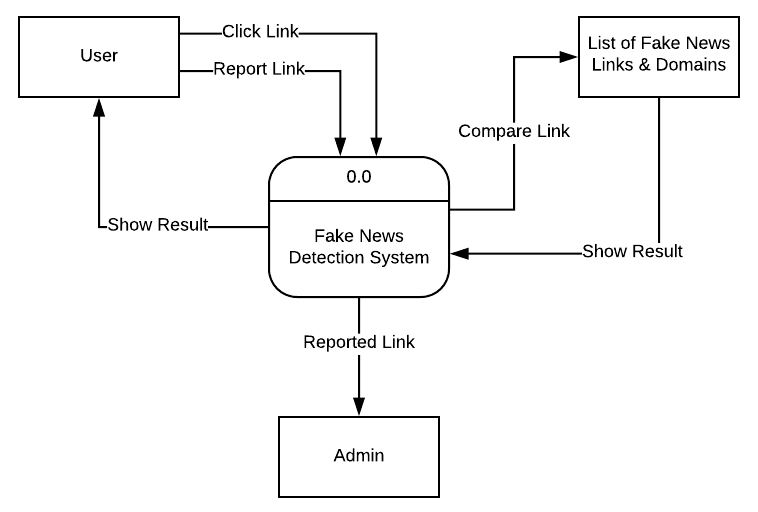 User
Click Link
Report Link
List of Fake News
Links & Domains
Compare Link
0.0
Fake News
Detection System
Show Result
Show Result
Reported Link
Admin